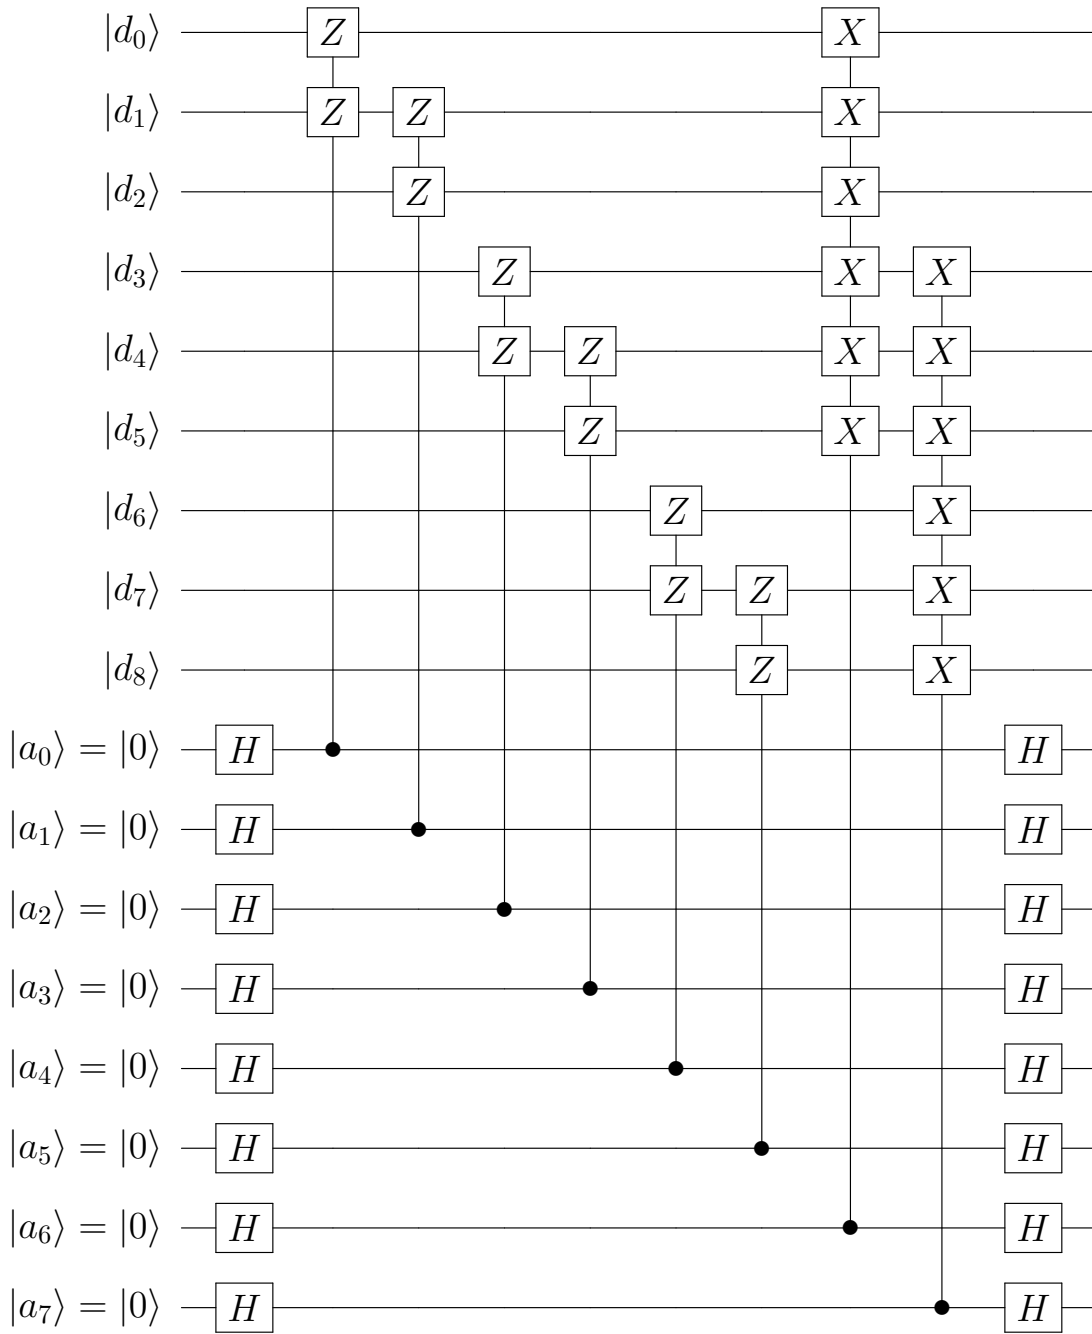 |d₀⟩ Z X
|d₁⟩ Z Z X
|d₂⟩ Z X
|d₃⟩ Z X X
|d₄⟩ Z Z X X
|d₅⟩ Z X X
|d₆⟩ Z X
|d₇⟩ Z Z X
|d₈⟩ Z X
|a₀⟩ = |0⟩ H H
|a₁⟩ = |0⟩ H H
|a₂⟩ = |0⟩ H H
|a₃⟩ = |0⟩ H H
|a₄⟩ = |0⟩ H H
|a₅⟩ = |0⟩ H H
|a₆⟩ = |0⟩ H H
|a₇⟩ = |0⟩ H H